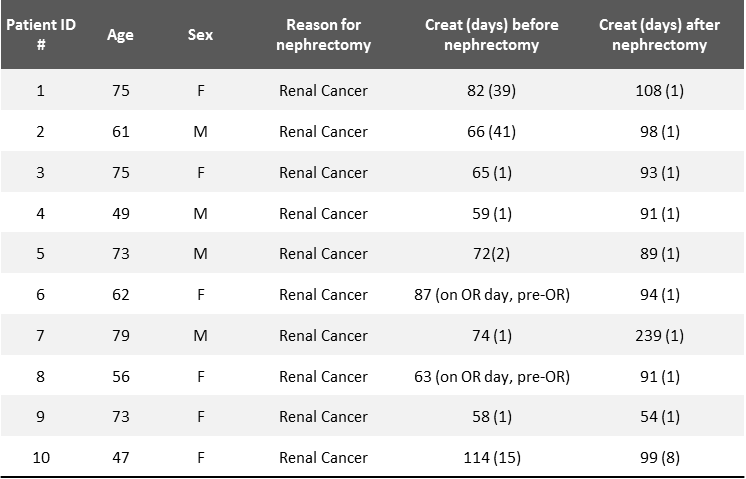 Patient ID # Age Sex Reason for nephrectomy Creat (days) before nephrectomy Creat (days) after nephrectomy
1 75 F Renal Cancer 82 (39) 108 (1)
2 61 M Renal Cancer 66 (41) 98 (1)
3 75 F Renal Cancer 65 (1) 93 (1)
4 49 M Renal Cancer 59 (1) 91 (1)
5 73 M Renal Cancer 72(2) 89 (1)
6 62 F Renal Cancer 87 (on OR day, pre-OR) 94 (1)
7 79 M Renal Cancer 74 (1) 239 (1)
8 56 F Renal Cancer 63 (on OR day, pre-OR) 91 (1)
9 73 F Renal Cancer 58 (1) 54 (1)
10 47 F Renal Cancer 114 (15) 99 (8)